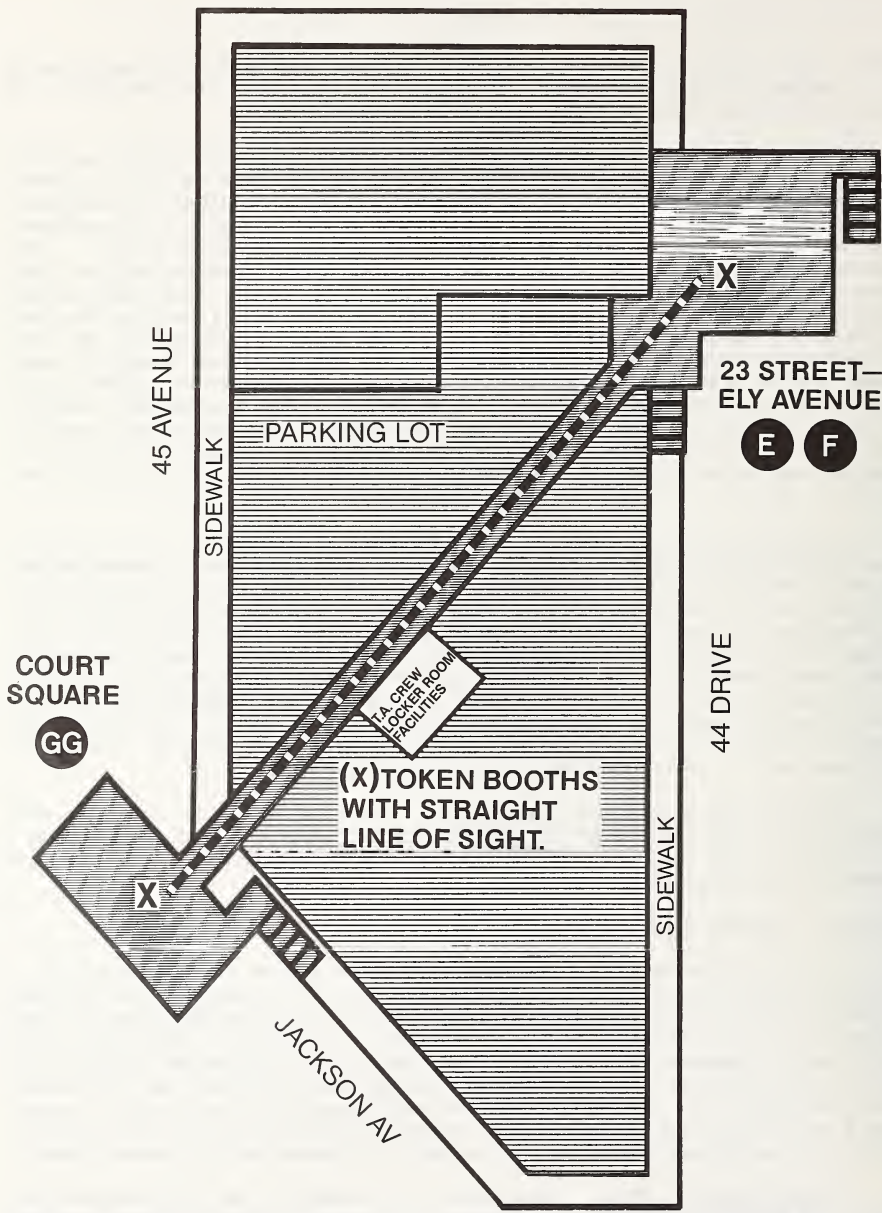 X
23 STREET—
ELY AVENUE
E F
45 AVENUE
SIDEWALK
PARKING LOT
T.A. CREW
LOCKER ROOM
FACILITIES
COURT
SQUARE
GG
44 DRIVE
(X) TOKEN BOOTHS
WITH STRAIGHT
LINE OF SIGHT.
SIDEWALK
X
JACKSON AV